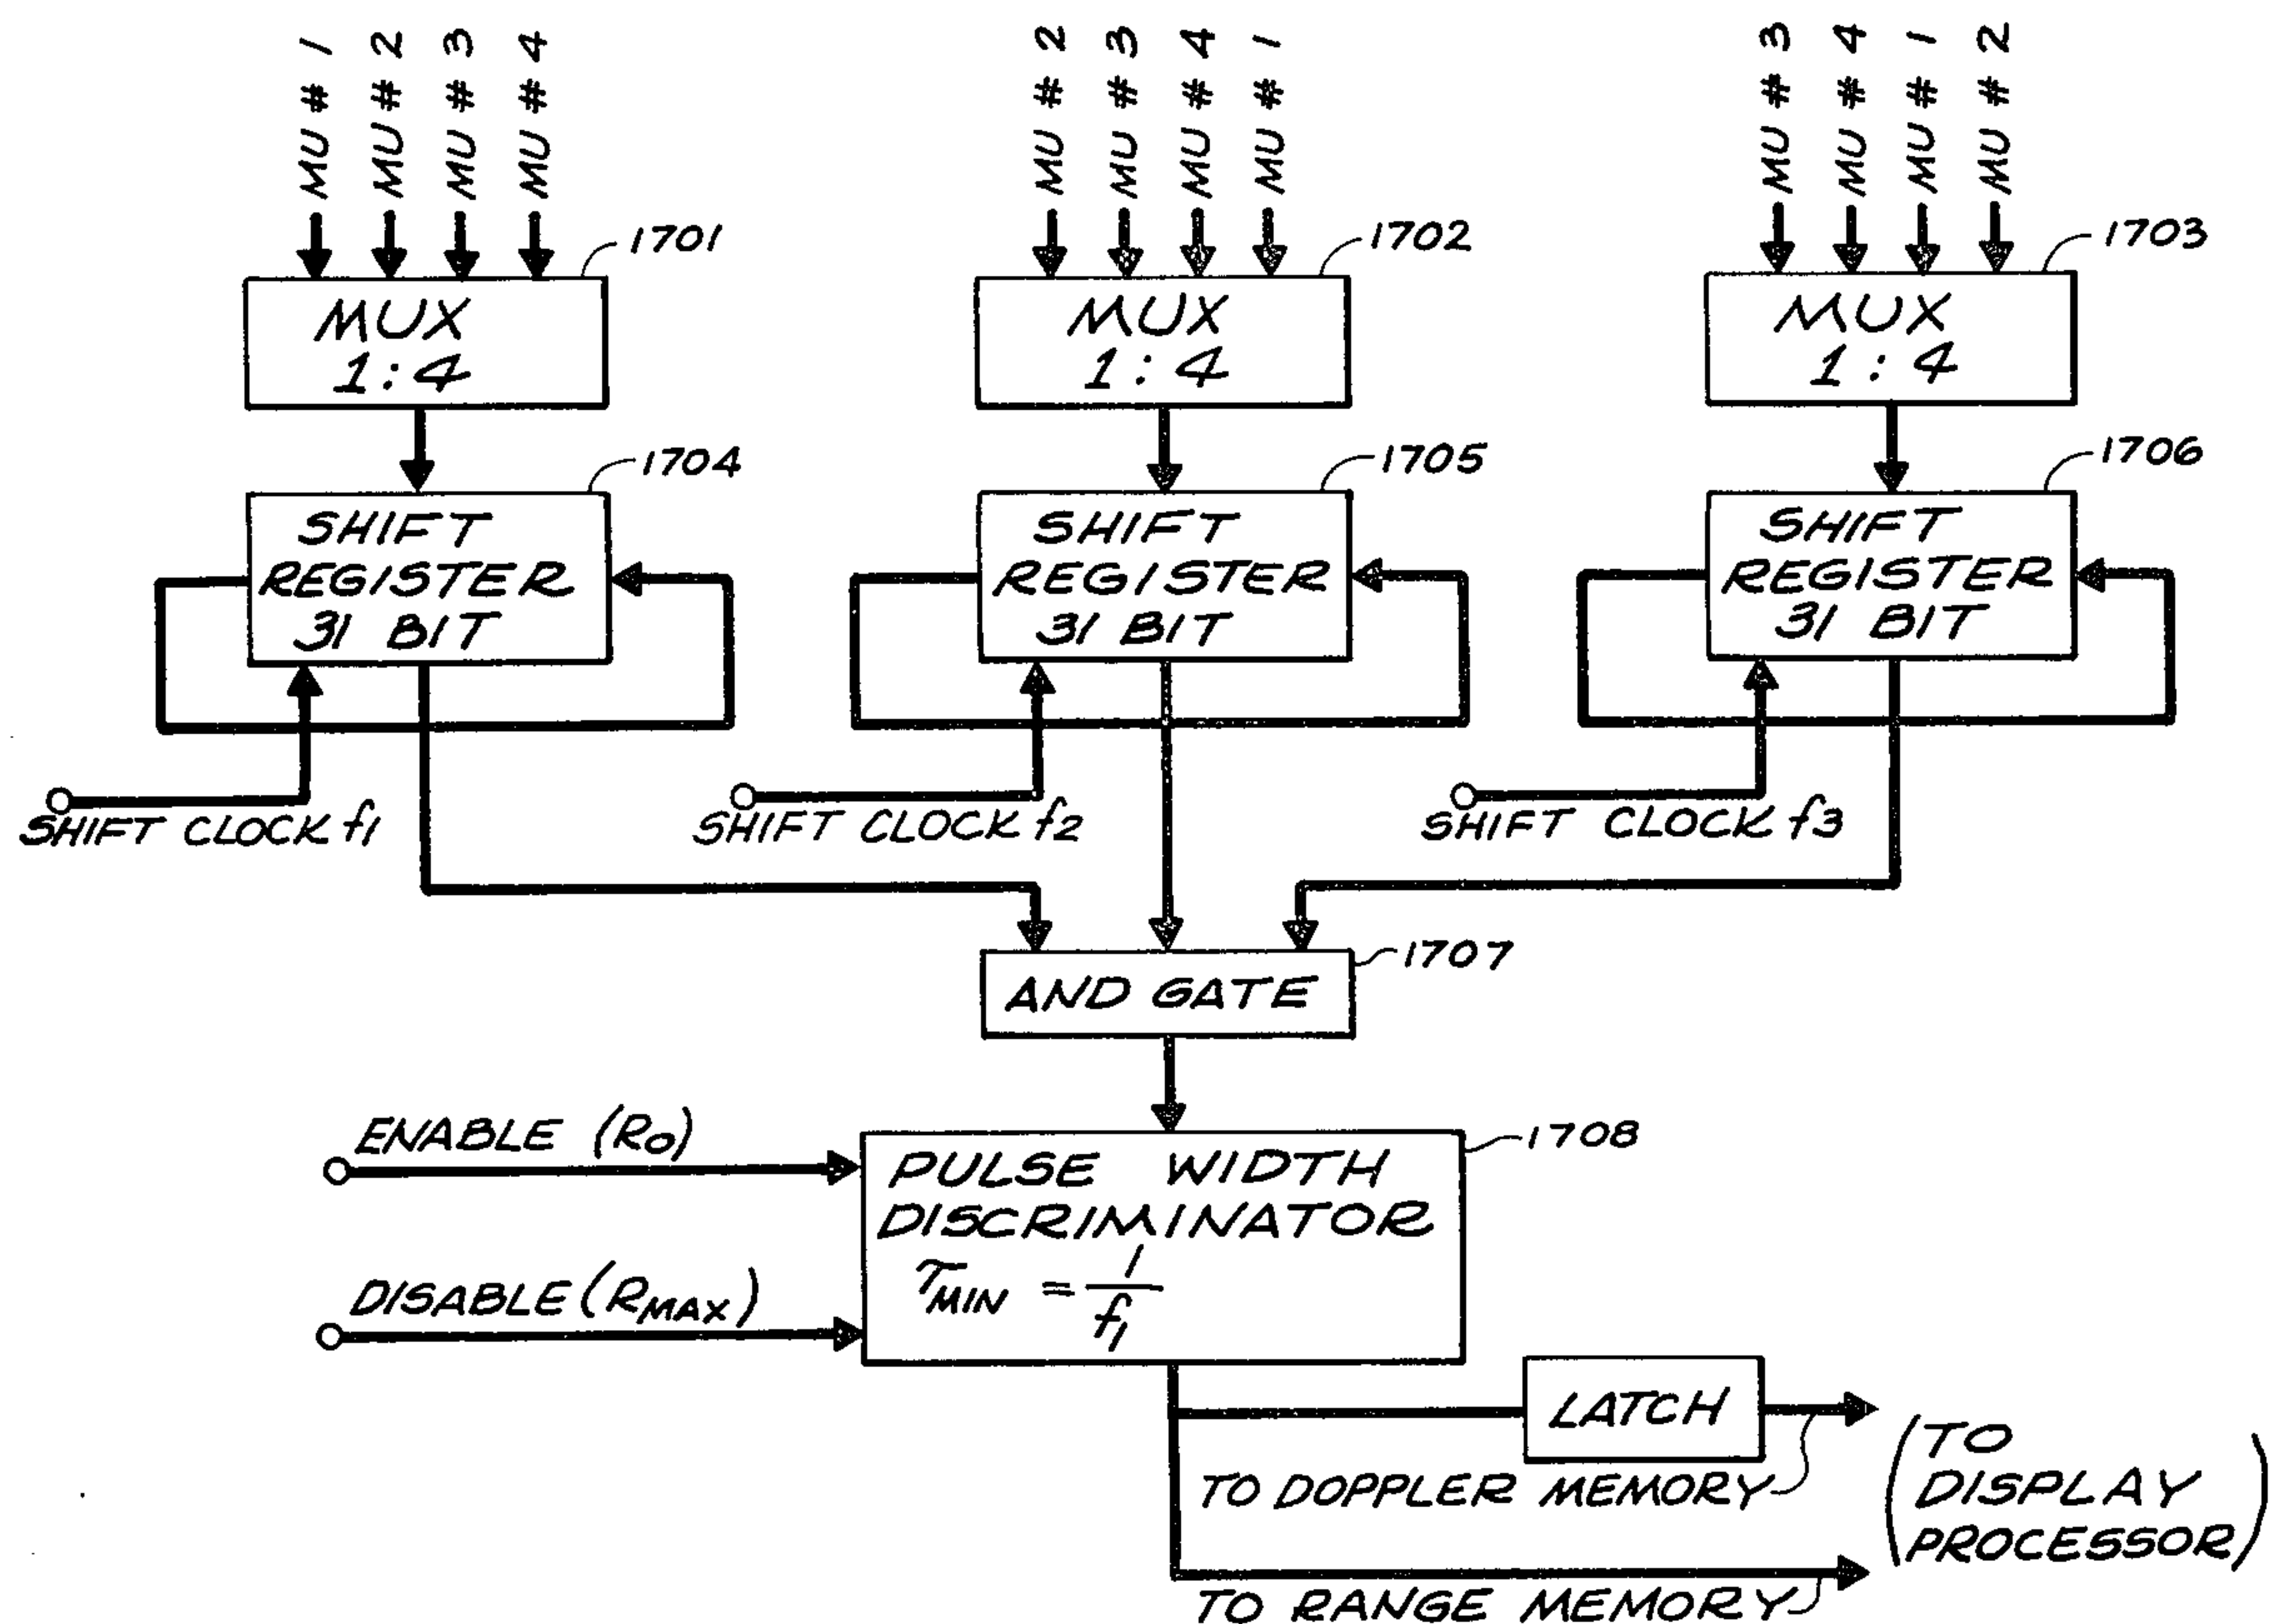 MU # 1
MU # 2
MU # 3
MU # 4
MU # 2
MU # 3
MU # 4
MU # 1
MU # 3
MU # 4
MU # 1
MU # 2
1701
1702
1703
MUX
1:4
MUX
1:4
MUX
1:4
1704
1705
1706
SHIFT
REGISTER
31 BIT
SHIFT
REGISTER
31 BIT
SHIFT
REGISTER
31 BIT
SHIFT CLOCK f1
SHIFT CLOCK f2
SHIFT CLOCK f3
1707
AND GATE
ENABLE (R0)
1708
PULSE WIDTH
DISCRIMINATOR
τMIN = 1/f1
DISABLE (RMAX)
LATCH
TO DOPPLER MEMORY
(TO
DISPLAY
PROCESSOR)
TO RANGE MEMORY